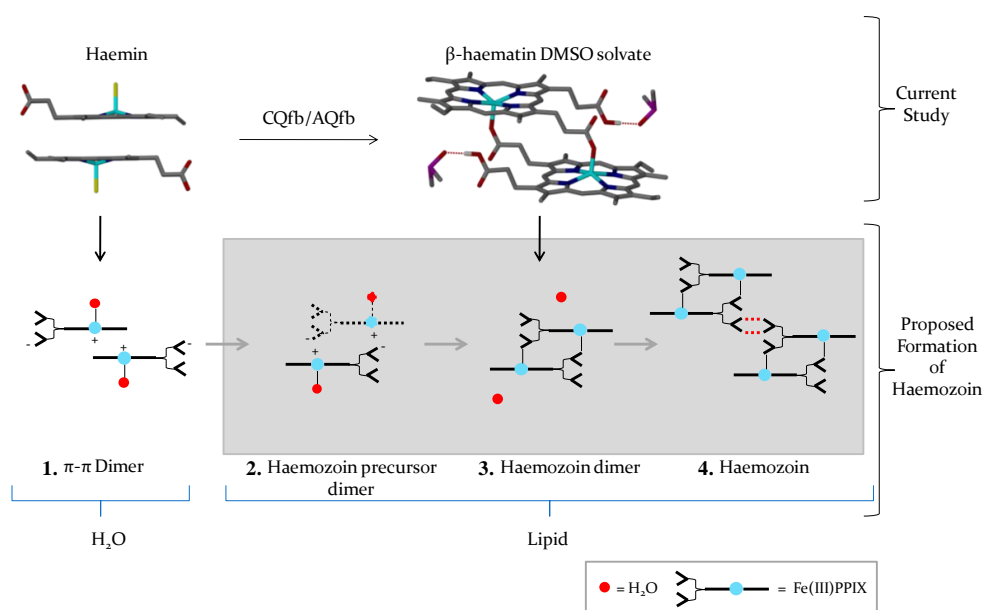 Haemin
β-haematin DMSO solvate
CQfb/AQfb
Current
Study
+
-
+
-
+
-
+
-
Proposed
Formation
of
Haemozoin
1. π-π Dimer
2. Haemozoin precursor
dimer
3. Haemozoin dimer
4. Haemozoin
H₂O
Lipid
= H₂O
= Fe(III)PPIX